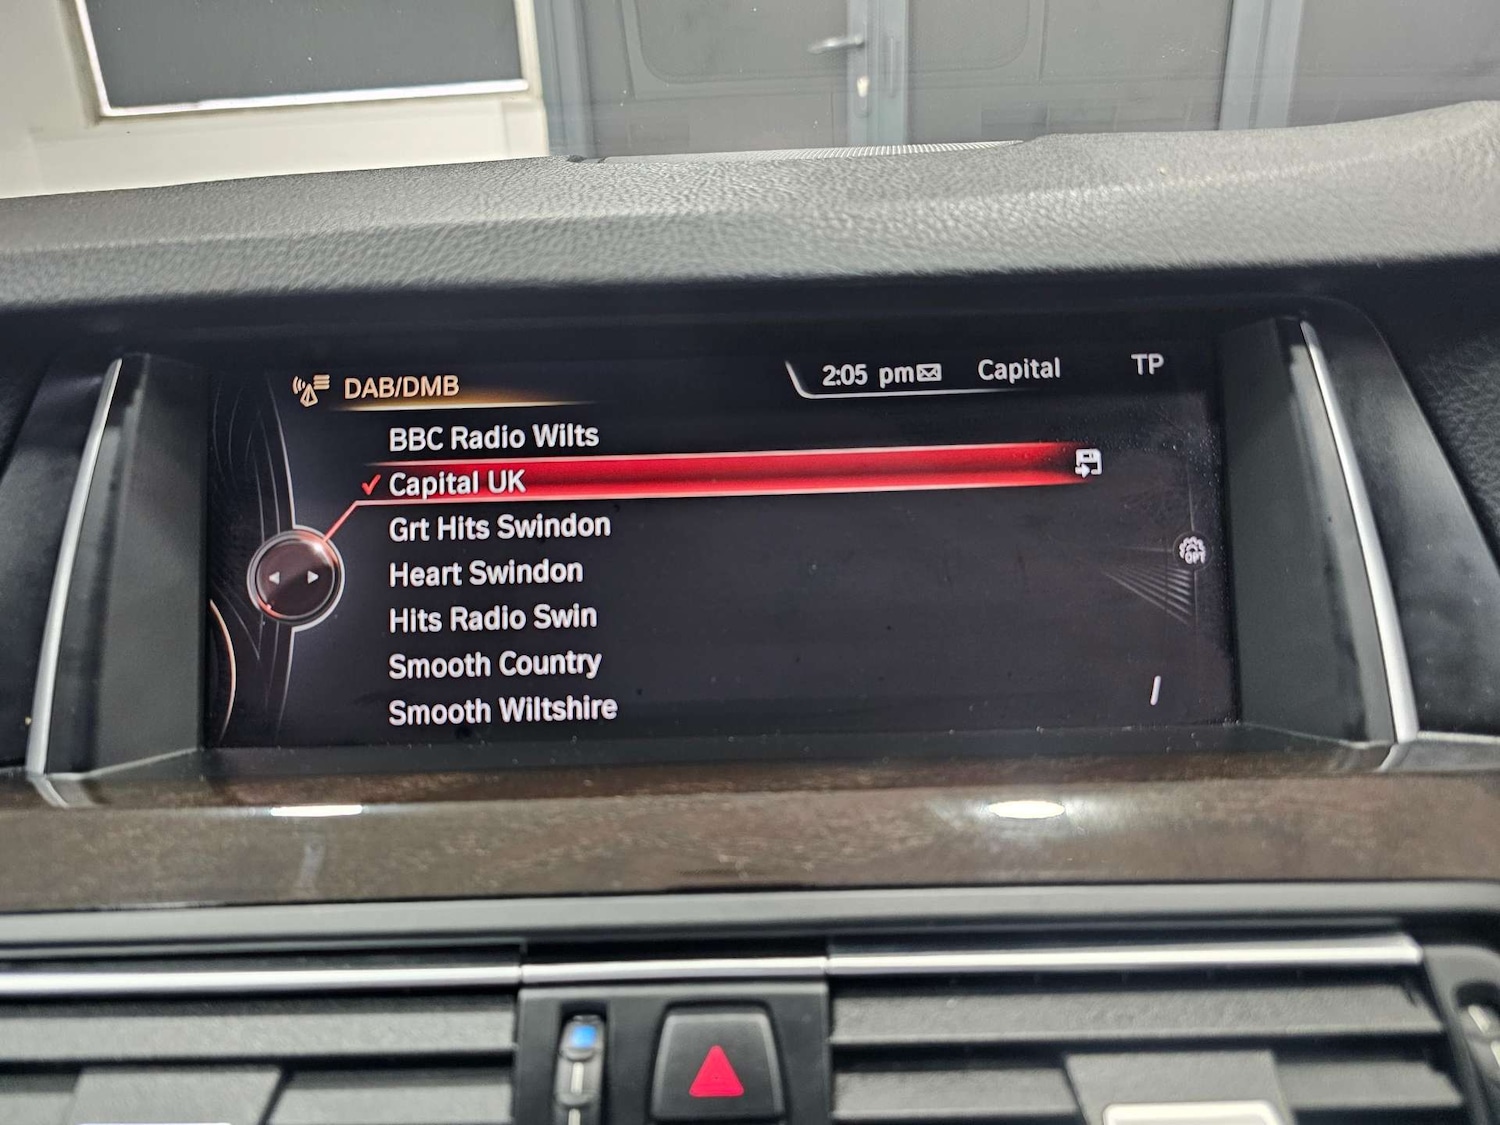 DAB/DMB
2:05 pm Capital TP
BBC Radio Wilts
Capital UK
Grt Hits Swindon
Heart Swindon
Hits Radio Swin
Smooth Country
Smooth Wiltshire
OPT